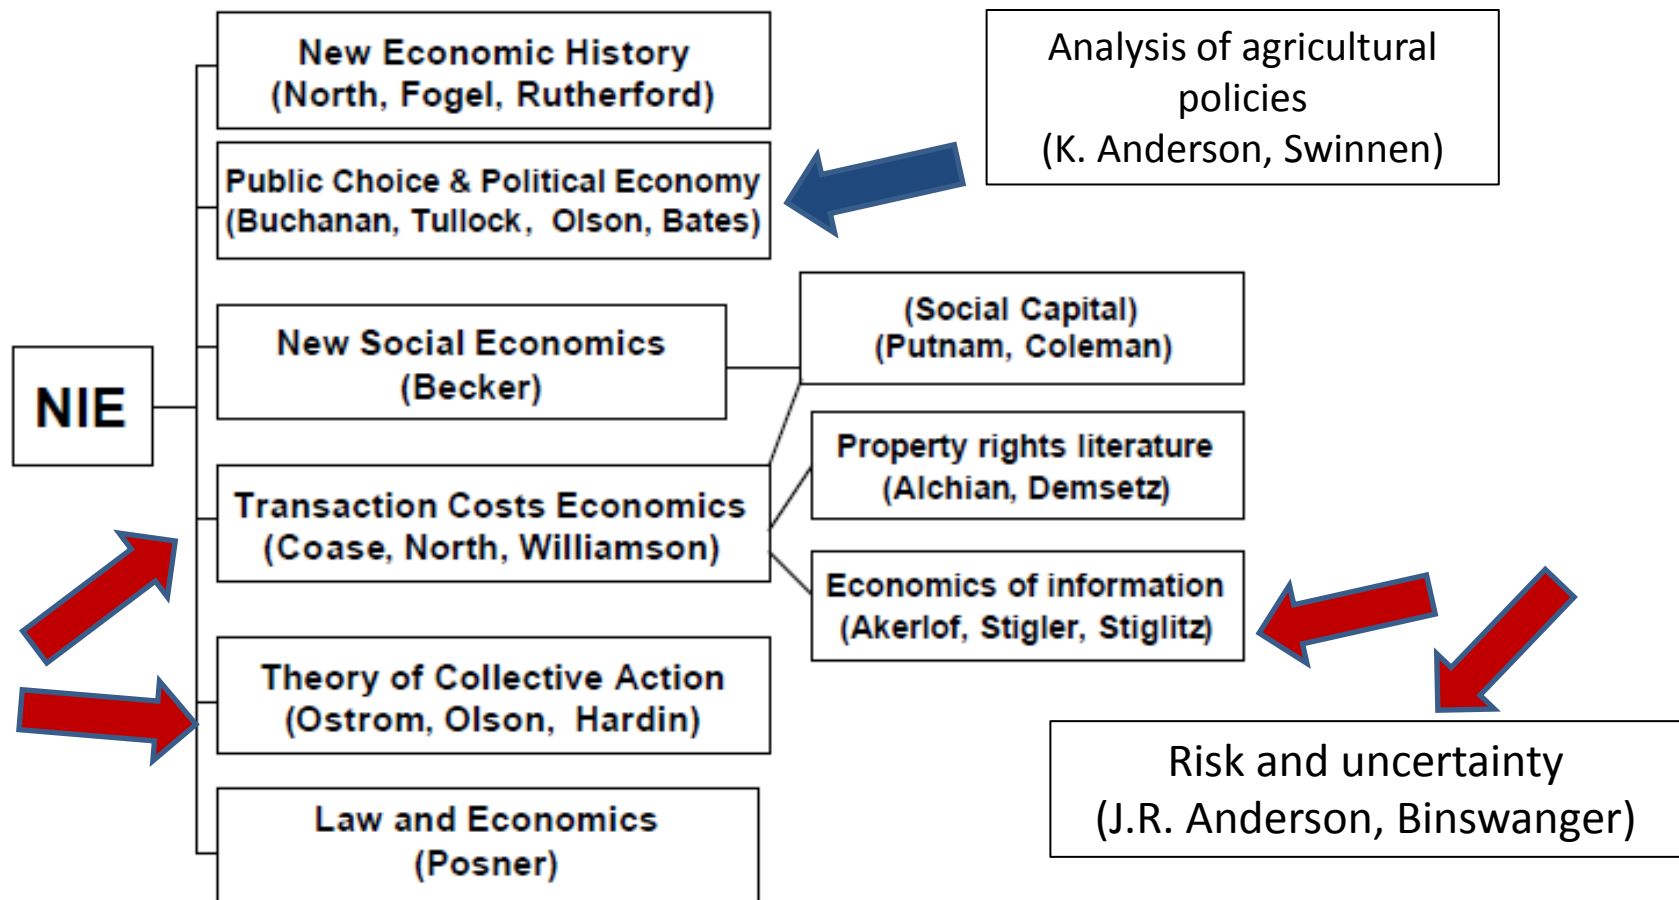 New Economic History
(North, Fogel, Rutherford)
Analysis of agricultural
policies
(K. Anderson, Swinnen)
Public Choice & Political Economy
(Buchanan, Tullock, Olson, Bates)
New Social Economics
(Becker)
(Social Capital)
(Putnam, Coleman)
NIE
Property rights literature
(Alchian, Demsetz)
Transaction Costs Economics
(Coase, North, Williamson)
Economics of information
(Akerlof, Stigler, Stiglitz)
Theory of Collective Action
(Ostrom, Olson, Hardin)
Risk and uncertainty
(J.R. Anderson, Binswanger)
Law and Economics
(Posner)